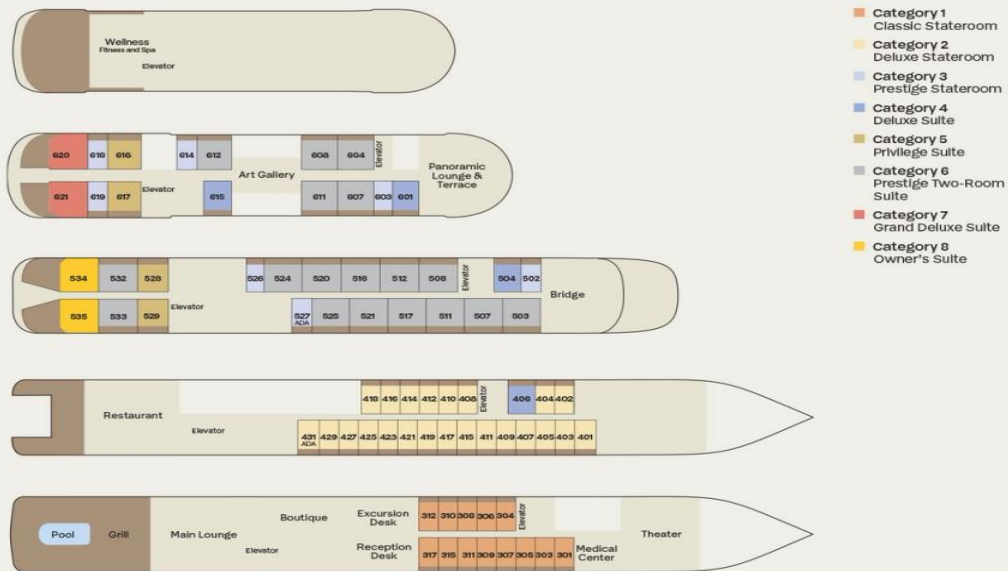 Wellness
Fitness and Spa
Elevator
620 618 616 614 612 608 604 Elevator
Art Gallery
Panoramic
Lounge &
Terrace
Elevator
621 619 617 615 611 607 603 601
534 532 528 526 524 520 516 512 508 Elevator 504 502
Bridge
Elevator
535 533 529 527 525 521 517 511 507 503
ADA
418 416 414 412 410 408 Elevator 406 404 402
Restaurant
Elevator
431 429 427 425 423 421 419 417 415 411 409 407 405 403 401
ADA
312 310 308 306 304 Elevator
Excursion
Desk
Boutique
Pool Grill Main Lounge Theater
Elevator
Reception
Desk
317 315 311 309 307 305 303 301
Medical
Center
Category 1
Classic Stateroom
Category 2
Deluxe Stateroom
Category 3
Prestige Stateroom
Category 4
Deluxe Suite
Category 5
Privilege Suite
Category 6
Prestige Two-Room
Suite
Category 7
Grand Deluxe Suite
Category 8
Owner's Suite